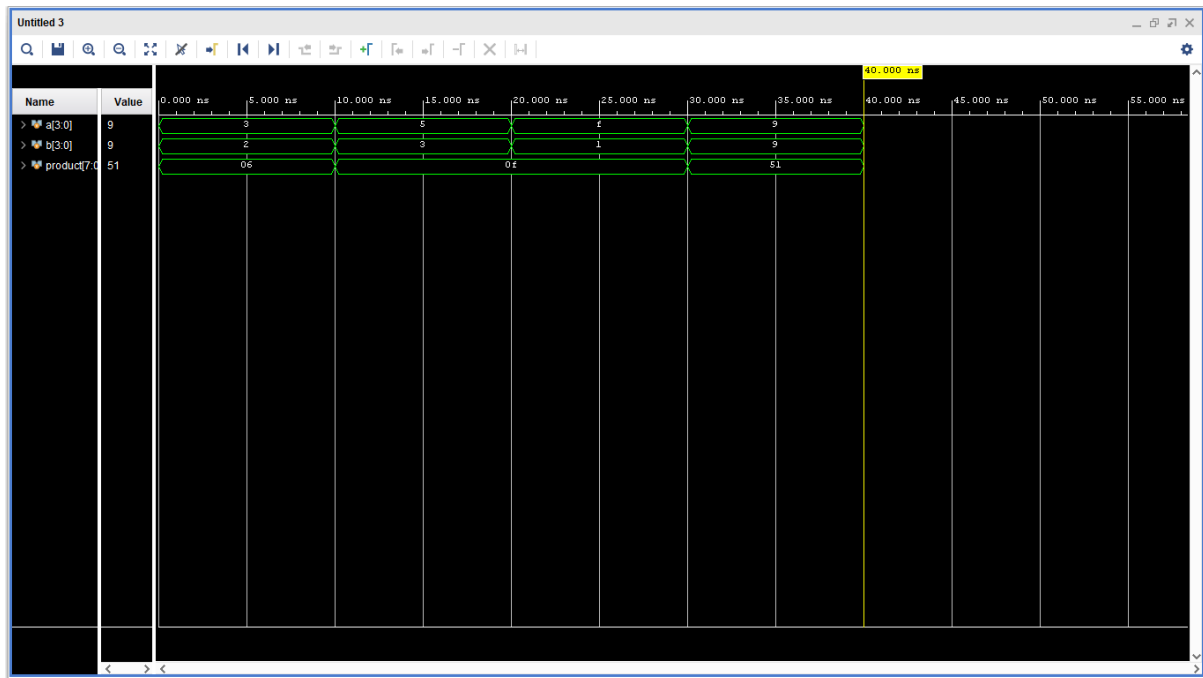 Untitled 3
40.000 ns
Name Value 0.000 ns 5.000 ns 10.000 ns 15.000 ns 20.000 ns 25.000 ns 30.000 ns 35.000 ns 40.000 ns 45.000 ns 50.000 ns 55.000 ns
a[3:0] 9 3 5 f 9
b[3:0] 9 2 3 1 9
product[7:0 51 06 0f 51